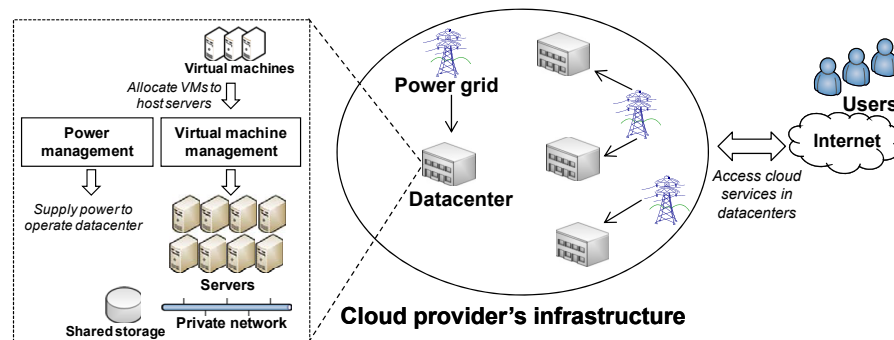 Virtual machines
Allocate VMs to
host servers
Power
management
Virtual machine
management
Supply power to
operate datacenter
Servers
Shared storage
Private network
Power grid
Datacenter
Cloud provider's infrastructure
Users
Internet
Access cloud
services in
datacenters